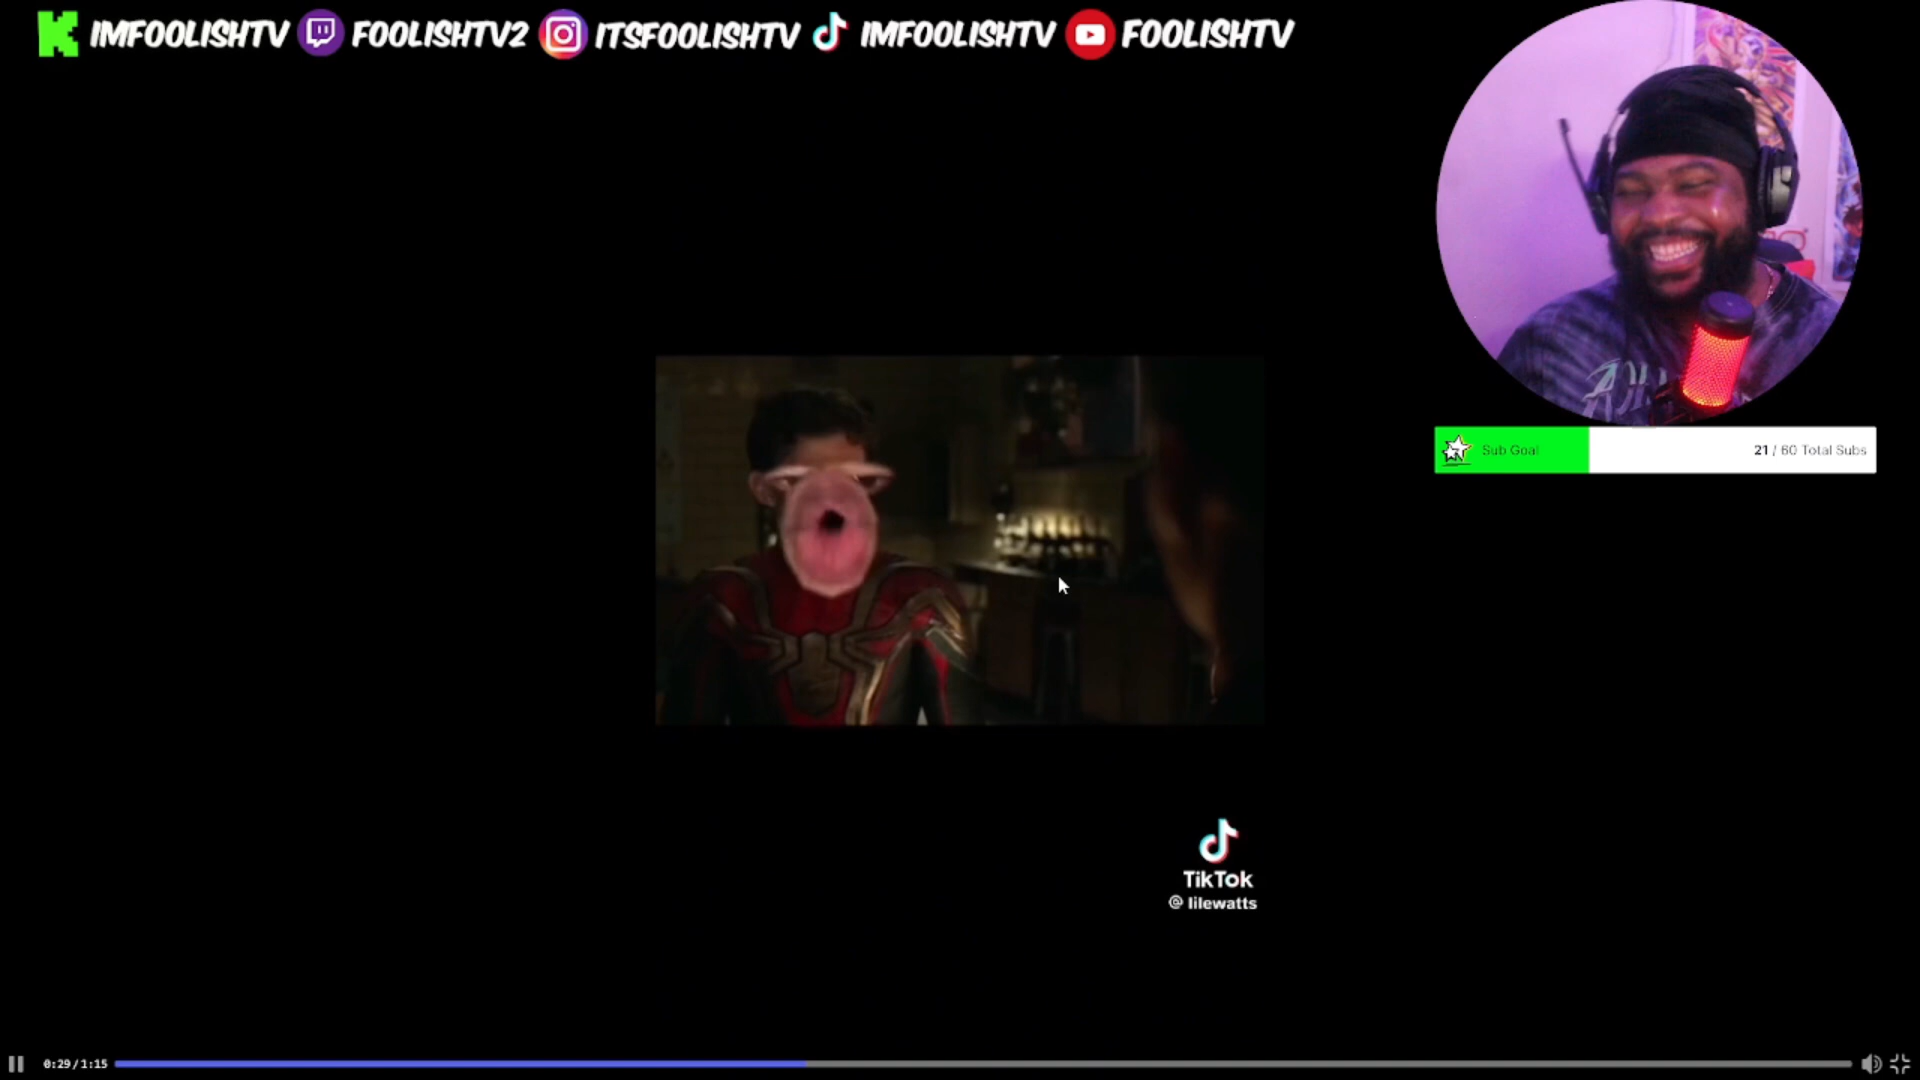 IMFOOLISHTV FOOLISHTV2 ITSFOOLISHTV IMFOOLISHTV FOOLISHTV
Sub Goal 21 / 60 Total Subs
TikTok
@ lilewatts
0:29/1:15